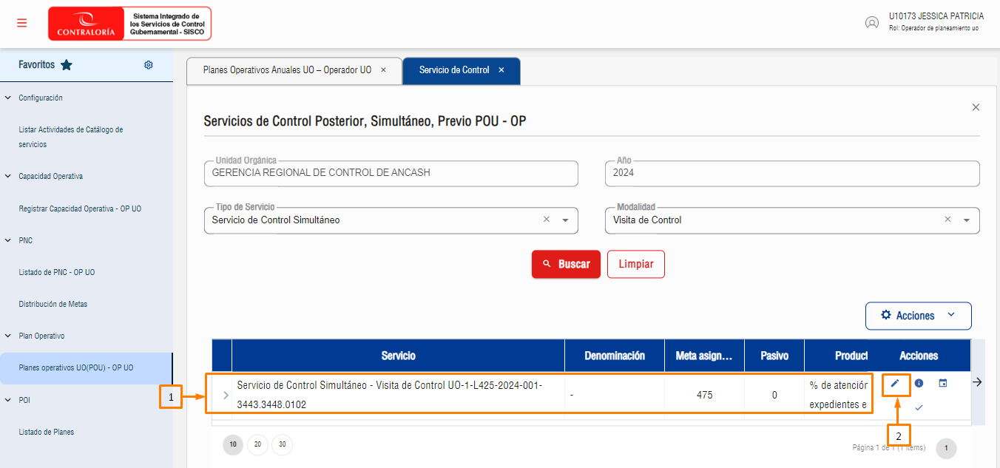 CONTRALORÍA
Sistema Integrado de
los Servicios de Control
Gubernamental - SISCO
U10173 JESSICA PATRICIA
Rol: Operador de planeamiento uo
Favoritos
Configuración
Listar Actividades de Catálogo de
servicios
Capacidad Operativa
Registrar Capacidad Operativa - OP UO
PNC
Listado de PNC - OP UO
Distribución de Metas
Plan Operativo
Planes operativos UO(POU) - OP UO
POI
Listado de Planes
Planes Operativos Anuales UO – Operador UO ×
Servicio de Control ×
Servicios de Control Posterior, Simultáneo, Previo POU - OP
Unidad Orgánica
GERENCIA REGIONAL DE CONTROL DE ANCASH
Año
2024
Tipo de Servicio
Servicio de Control Simultáneo
Modalidad
Visita de Control
Buscar
Limpiar
Acciones
Servicio Denominación Meta asign... Pasivo Product Acciones
1
Servicio de Control Simultáneo - Visita de Control UO-1-L425-2024-001-
3443.3448.0102
-
475
0
% de atención
expedientes e
2
10 20 30
Página 1 de 1 (1 items)
1